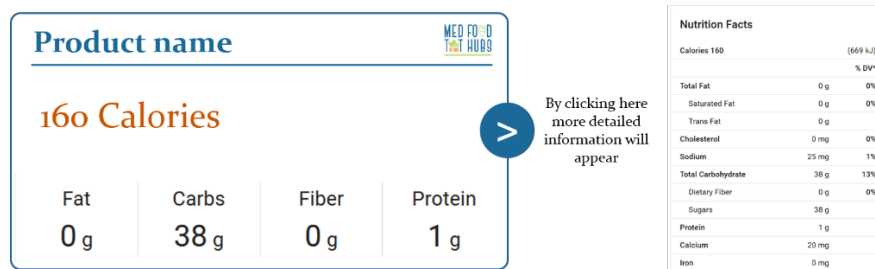 Product name
MED FOOD
TTHUBS
160 Calories
Fat
Carbs
Fiber
Protein
0 g
38 g
0 g
1 g
>
By clicking here
more detailed
information will
appear
Nutrition Facts
Calories 160 (669 kJ)
% DV*
Total Fat 0 g 0%
Saturated Fat 0 g 0%
Trans Fat 0 g
Cholesterol 0 mg 0%
Sodium 25 mg 1%
Total Carbohydrate 38 g 13%
Dietary Fiber 0 g 0%
Sugars 38 g
Protein 1 g
Calcium 20 mg
Iron 0 mg